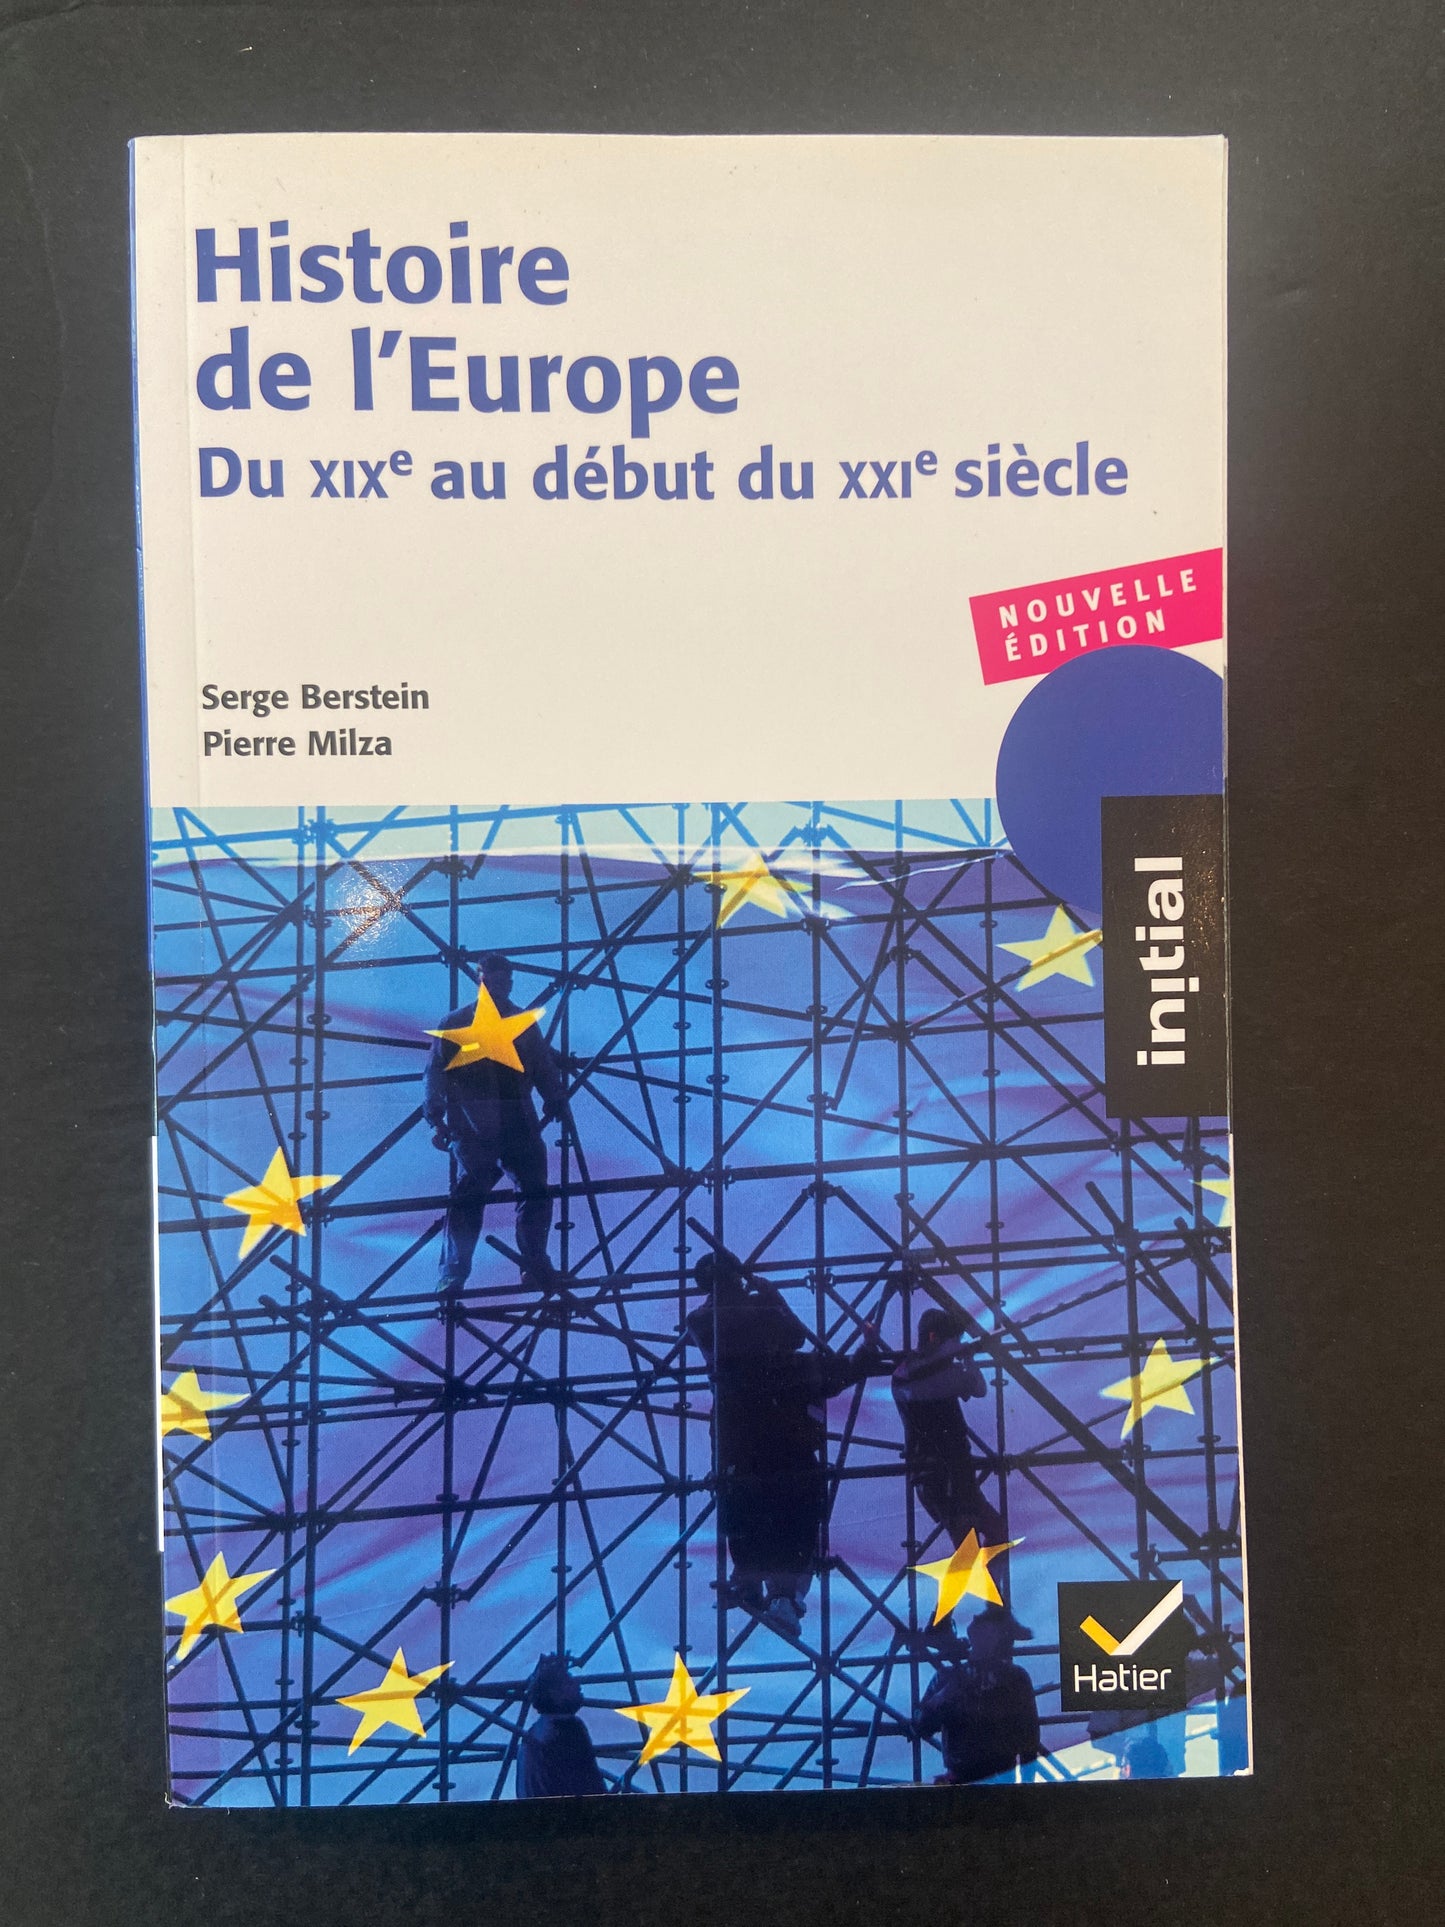 Histoire
de l'Europe
Du XIXe au début du XXIe siècle
NOUVELLE
ÉDITION
Serge Berstein
Pierre Milza
initial
Hatier